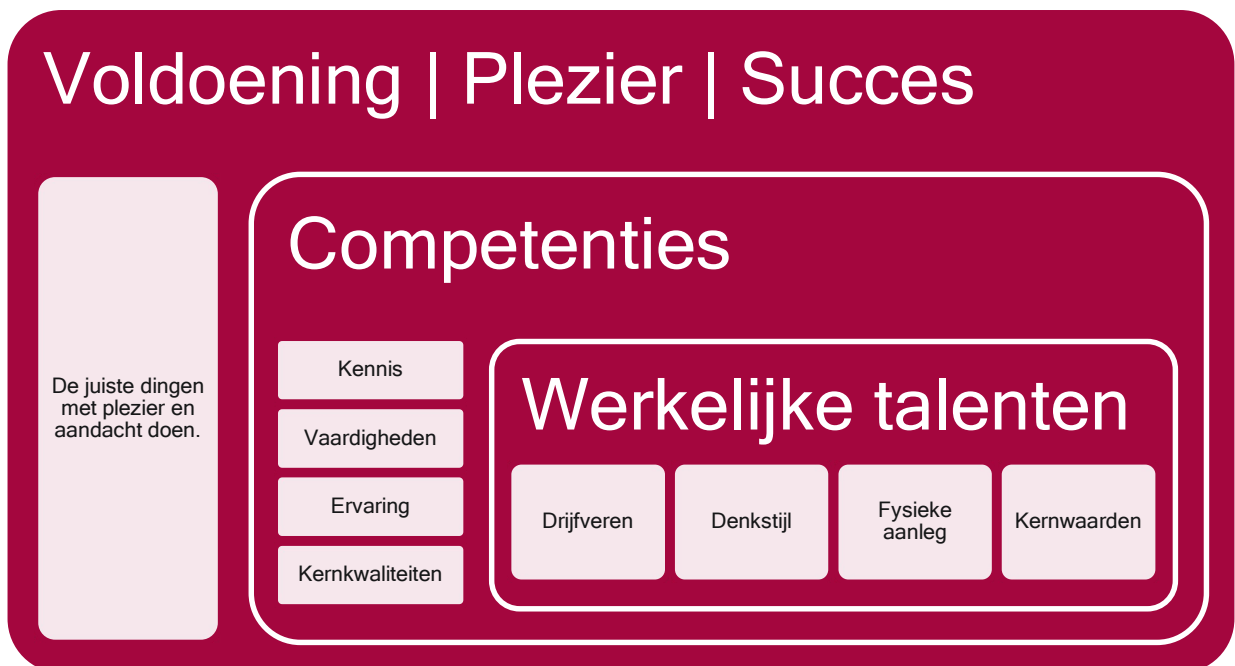 Voldoening | Plezier | Succes
De juiste dingen
met plezier en
aandacht doen.
Competenties
Kennis
Vaardigheden
Ervaring
Kernkwaliteiten
Werkelijke talenten
Drijfveren
Denkstijl
Fysieke
aanleg
Kernwaarden